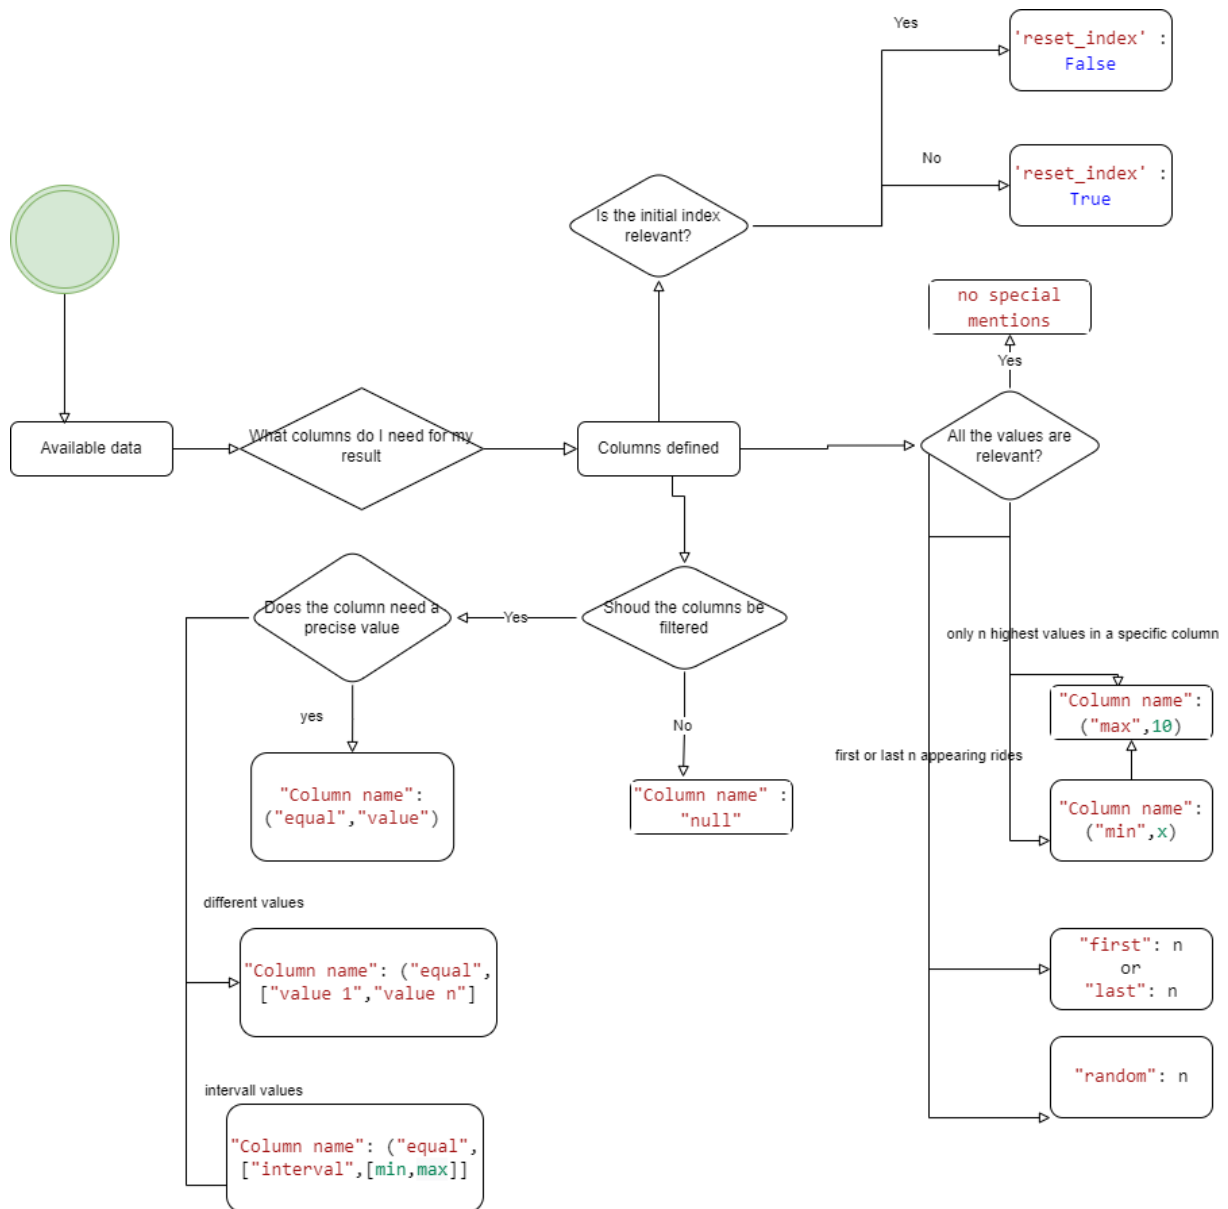 Yes
'reset_index' :
False
No
'reset_index' :
True
Is the initial index
relevant?
no special
mentions
Yes
Available data
What columns do I need for my
result
Columns defined
All the values are
relevant?
Does the column need a
precise value
Yes
Shoud the columns be
filtered
only n highest values in a specific column
"Column name":
("max",10)
yes
No
first or last n appearing rides
"Column name":
("equal","value")
"Column name" :
"null"
"Column name":
("min",x)
different values
"Column name": ("equal",
["value 1","value n"]
"first": n
or
"last": n
intervall values
"random": n
"Column name": ("equal",
["interval",[min,max]]